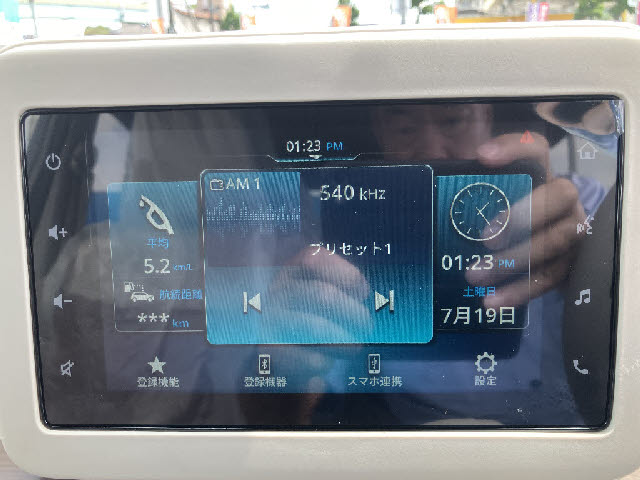 01:23 PM
AM 1
540 kHz
プリセット1
平均
5.2 km/L
航続距離
*** km
01:23 PM
土曜日
7月19日
登録機能
登録機器
スマホ連携
設定